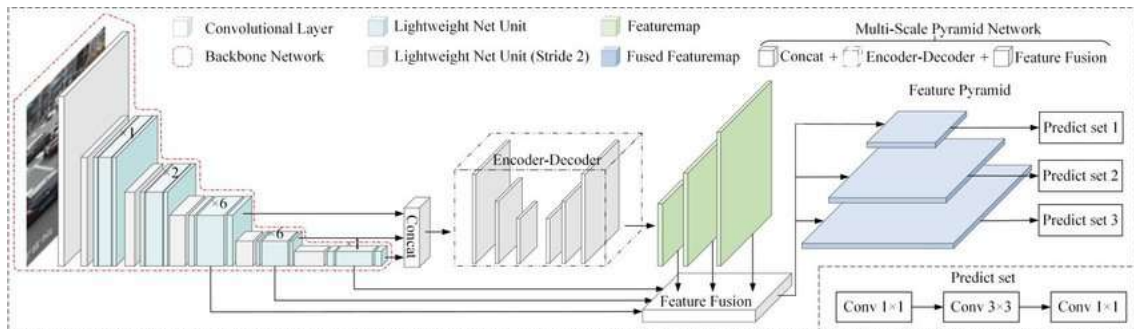 Convolutional Layer
Lightweight Net Unit
Featuremap
Multi-Scale Pyramid Network
Backbone Network
Lightweight Net Unit (Stride 2)
Fused Featuremap
Concat + Encoder-Decoder + Feature Fusion
Feature Pyramid
×1
×2
×6
×6
×1
Concat
Encoder-Decoder
Feature Fusion
Predict set 1
Predict set 2
Predict set 3
Predict set
Conv 1×1
Conv 3×3
Conv 1×1